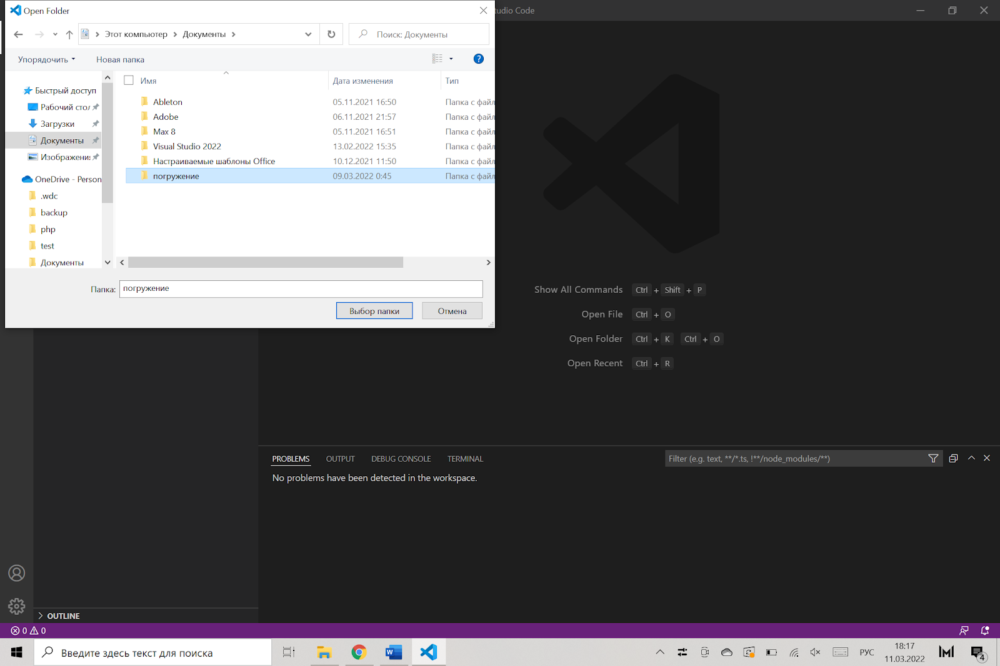 Open Folder
tudio Code
Этот компьютер
Документы
Поиск: Документы
Упорядочить
Новая папка
?
Имя
Дата изменения
Тип
Быстрый доступ
Рабочий стол
Загрузки
Документы
Изображени
OneDrive - Person
.wdc
backup
php
test
Документы
Ableton 05.11.2021 16:50 Папка с файл
Adobe 06.11.2021 21:57 Папка с файл
Max 8 05.11.2021 16:51 Папка с файл
Visual Studio 2022 13.02.2022 15:35 Папка с файл
Настраиваемые шаблоны Office 10.12.2021 11:50 Папка с файл
погружение 09.03.2022 0:45 Папка с файл
Папка: погружение
Выбор папки
Отмена
Show All Commands Ctrl + Shift + P
Open File Ctrl + O
Open Folder Ctrl + K Ctrl + O
Open Recent Ctrl + R
PROBLEMS OUTPUT DEBUG CONSOLE TERMINAL
Filter (e.g. text, **/*.ts, !**/node_modules/**)
No problems have been detected in the workspace.
OUTLINE
0 0
Введите здесь текст для поиска
W
РУС
18:17
11.03.2022
4